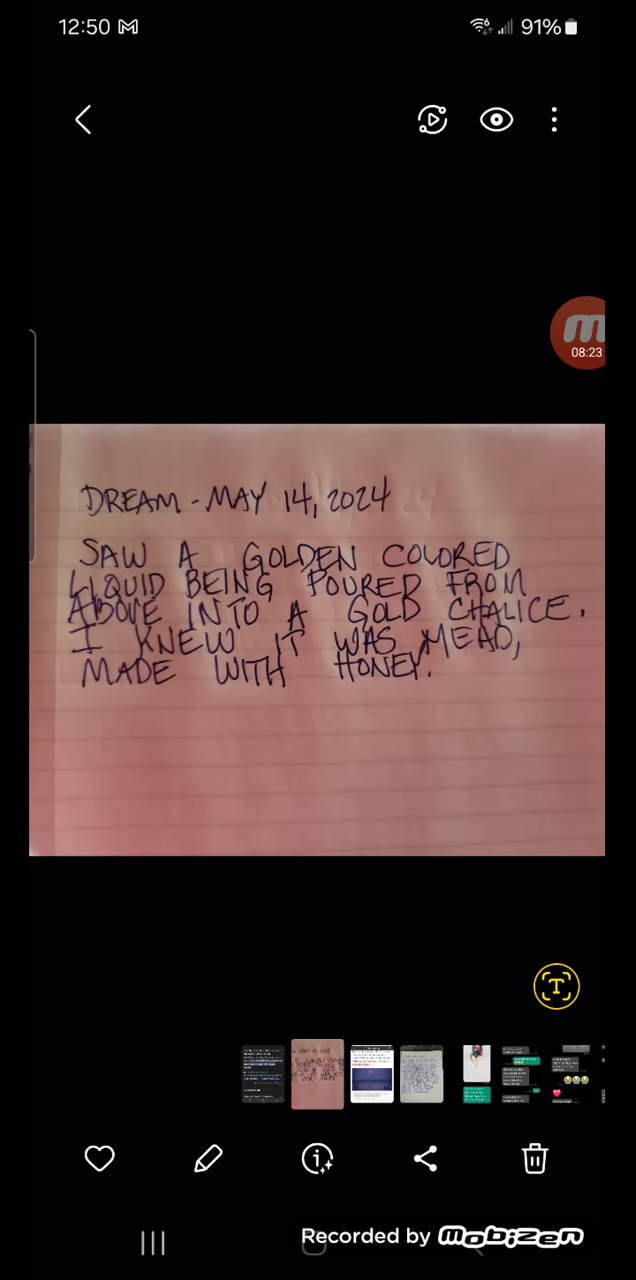 12:50 M 6 91%
08:23
DREAM - MAY 14, 2024
SAW A GOLDEN COLORED
LIQUID BEING POURED FROM
ABOVE INTO A GOLD CHALICE.
I KNEW IT WAS MEAD,
MADE WITH HONEY.
T
Recorded by mobizen